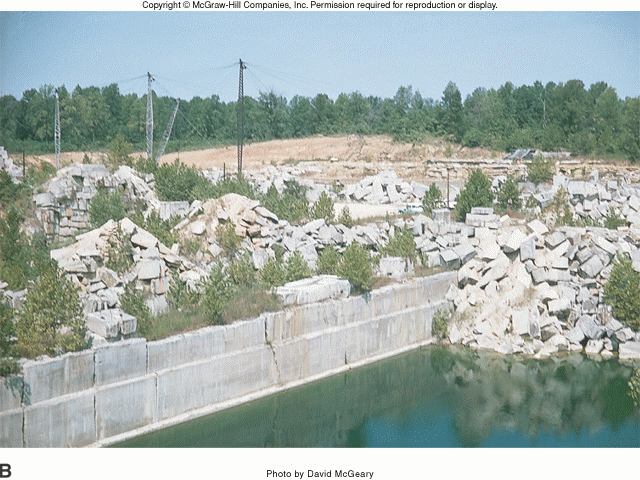 Copyright © McGraw-Hill Companies, Inc. Permission required for reproduction or display.
B
Photo by David McGeary